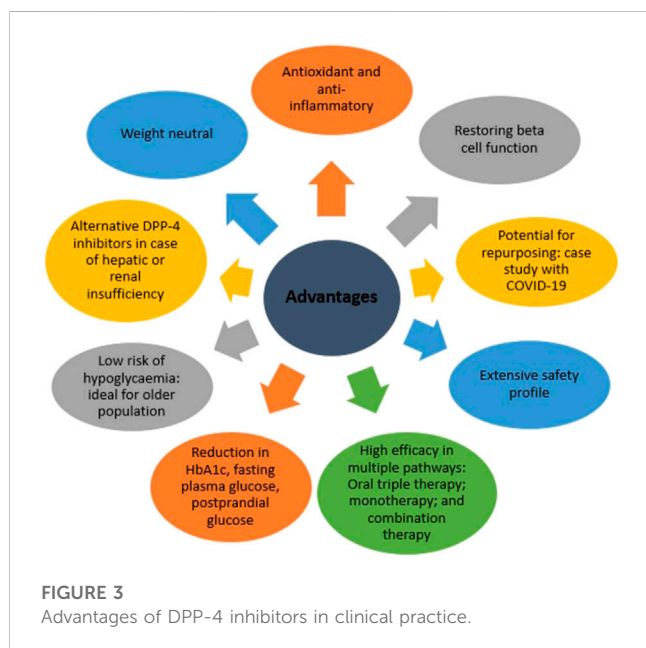 Antioxidant and
anti-
inflammatory
Restoring beta
cell function
Potential for
repurposing: case
study with
COVID-19
Extensive safety
profile
High efficacy in
multiple pathways:
Oral triple therapy;
monotherapy; and
combination
therapy
Reduction in
HbA1c, fasting
plasma glucose,
postprandial
glucose
Low risk of
hypoglycaemia:
ideal for older
population
Alternative DPP-4
inhibitors in case
of hepatic or
renal
insufficiency
Weight neutral
Advantages
FIGURE 3
Advantages of DPP-4 inhibitors in clinical practice.